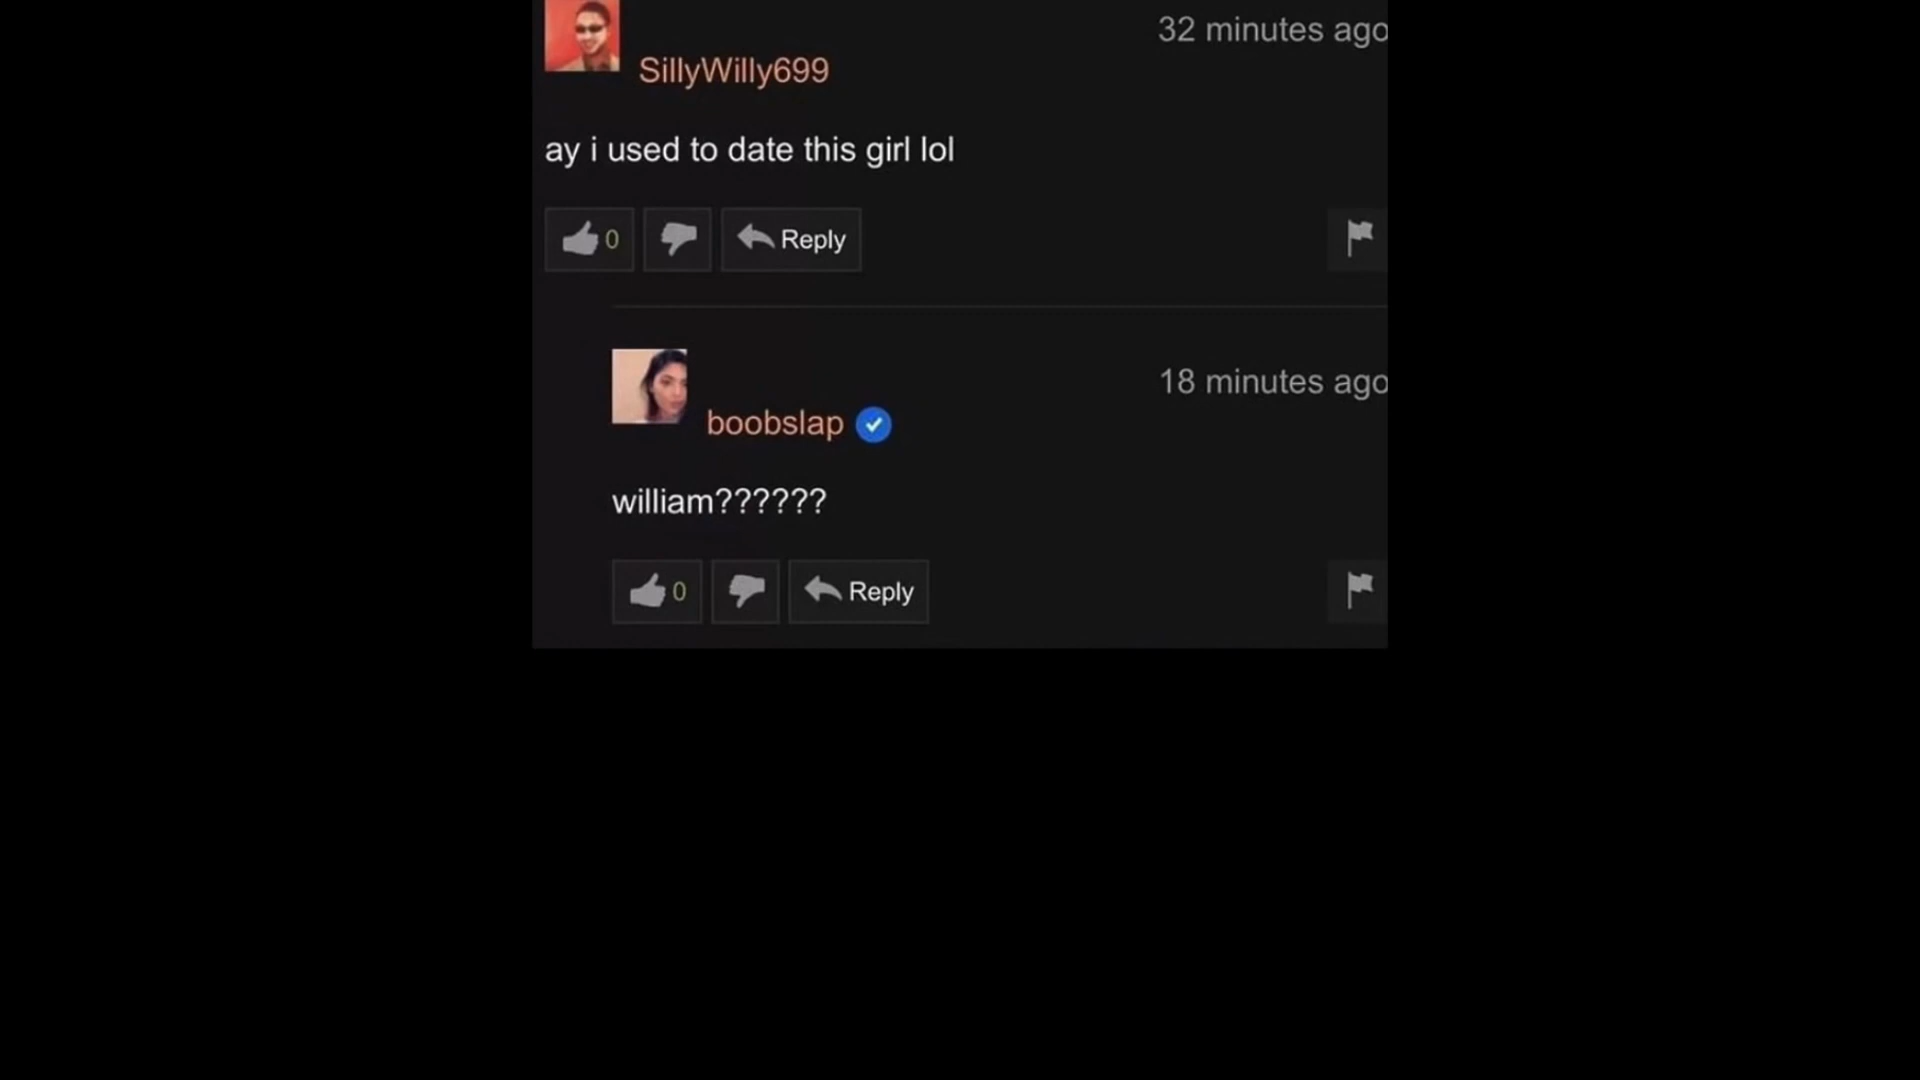 32 minutes ago
SillyWilly699
ay i used to date this girl lol
0
Reply
18 minutes ago
boobslap
william??????
0
Reply